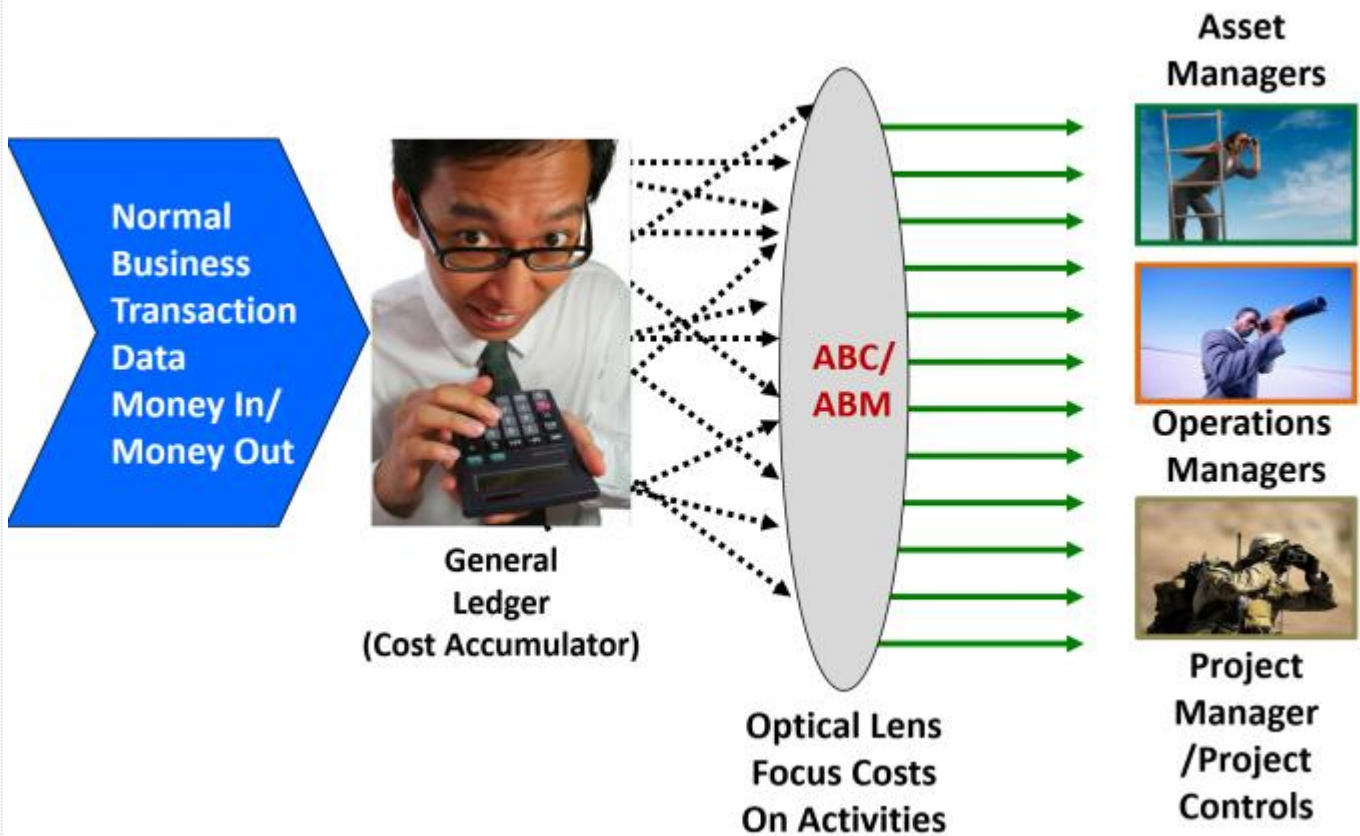 Normal
Business
Transaction
Data
Money In/
Money Out
General
Ledger
(Cost Accumulator)
ABC/
ABM
Optical Lens
Focus Costs
On Activities
Asset
Managers
Operations
Managers
Project
Manager
/Project
Controls